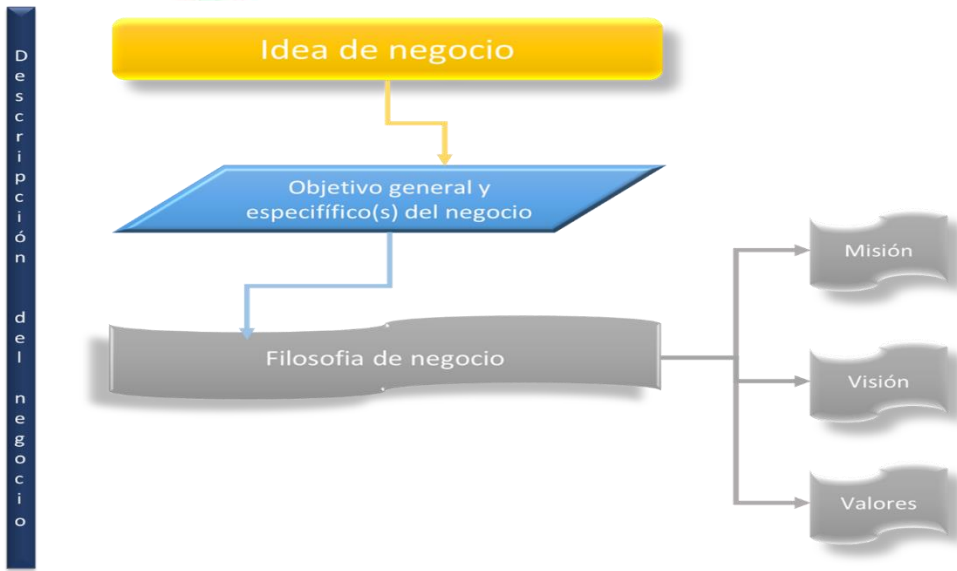 Descripción del negocio
Idea de negocio
Objetivo general y
especifífico(s) del negocio
Filosofia de negocio
Misión
Visión
Valores